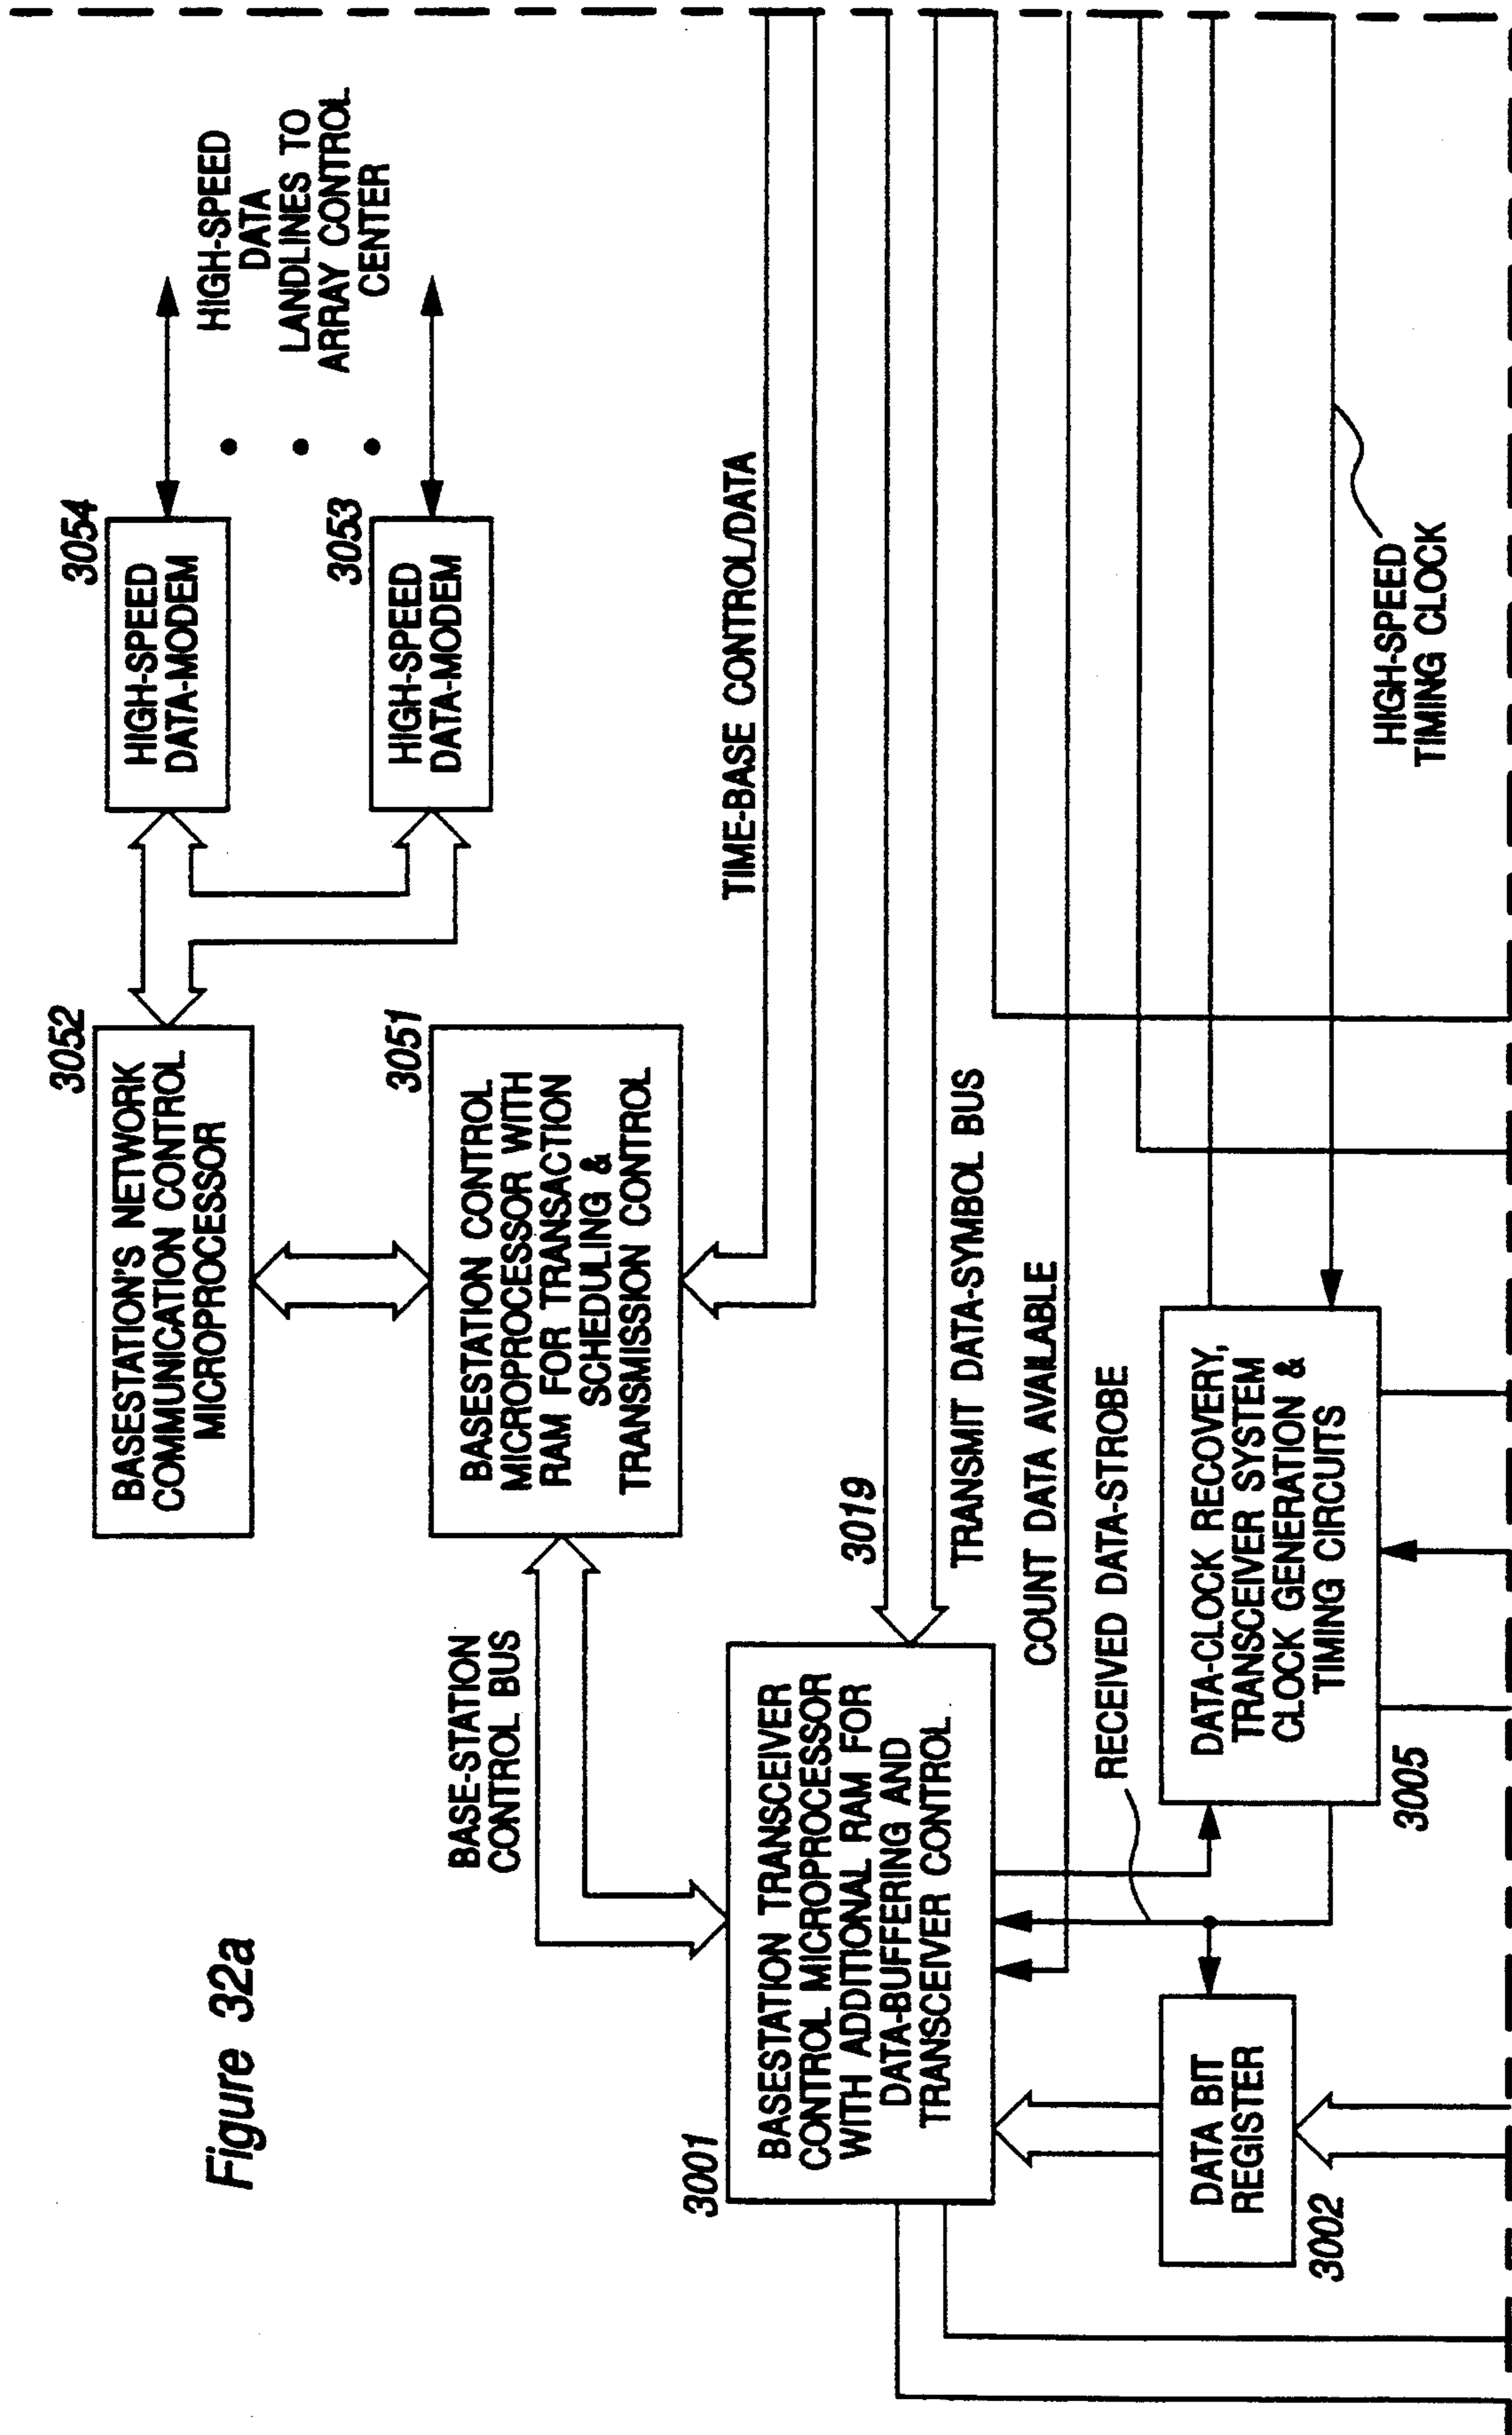 Figure 32a
3052
BASESTATION'S NETWORK
COMMUNICATION CONTROL
MICROPROCESSOR
3054
HIGH-SPEED
DATA-MODEM
HIGH-SPEED
DATA
LANDLINES TO
ARRAY CONTROL
CENTER
3053
HIGH-SPEED
DATA-MODEM
3051
BASESTATION CONTROL
MICROPROCESSOR WITH
RAM FOR TRANSACTION
SCHEDULING &
TRANSMISSION CONTROL
BASE-STATION
CONTROL BUS
TIME-BASE CONTROL/DATA
3001
BASESTATION TRANSCEIVER
CONTROL MICROPROCESSOR
WITH ADDITIONAL RAM FOR
DATA-BUFFERING AND
TRANSCEIVER CONTROL
3019
TRANSMIT DATA-SYMBOL BUS
COUNT DATA AVAILABLE
RECEIVED DATA-STROBE
DATA BIT
REGISTER
3002
DATA-CLOCK RECOVERY,
TRANSCEIVER SYSTEM
CLOCK GENERATION &
TIMING CIRCUITS
3005
HIGH-SPEED
TIMING CLOCK